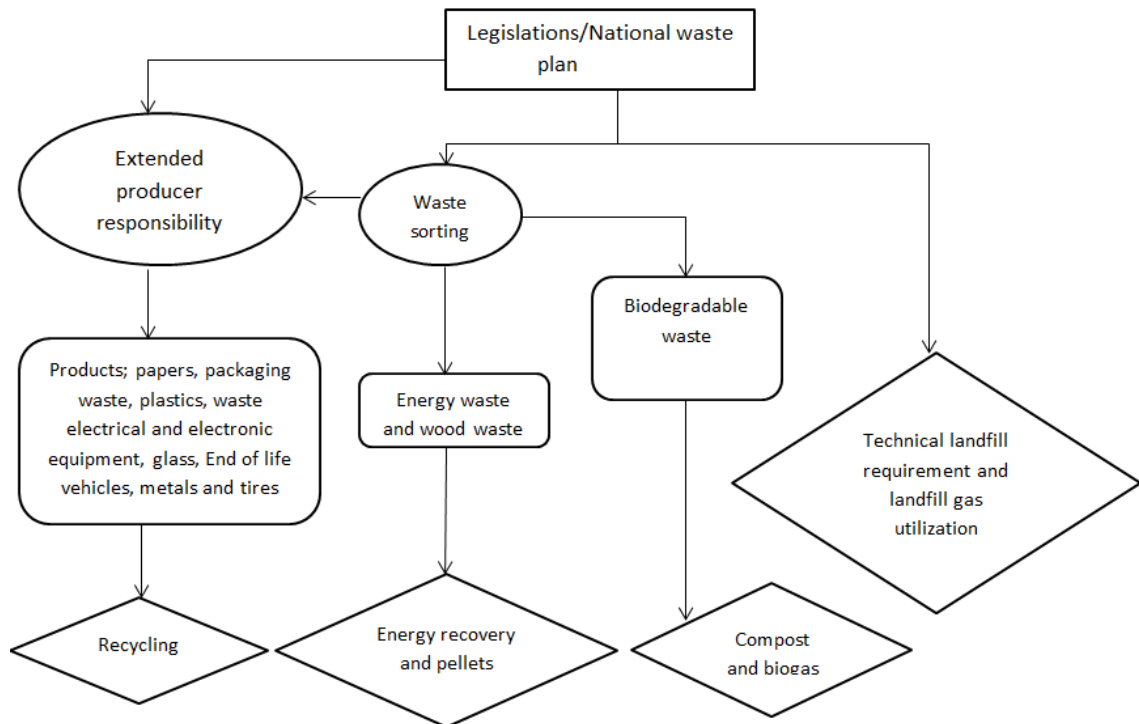 Legislations/National waste
plan
Extended
producer
responsibility
Waste
sorting
Biodegradable
waste
Products; papers, packaging
waste, plastics, waste
electrical and electronic
equipment, glass, End of life
vehicles, metals and tires
Energy waste
and wood waste
Technical landfill
requirement and
landfill gas
utilization
Recycling
Energy recovery
and pellets
Compost
and biogas